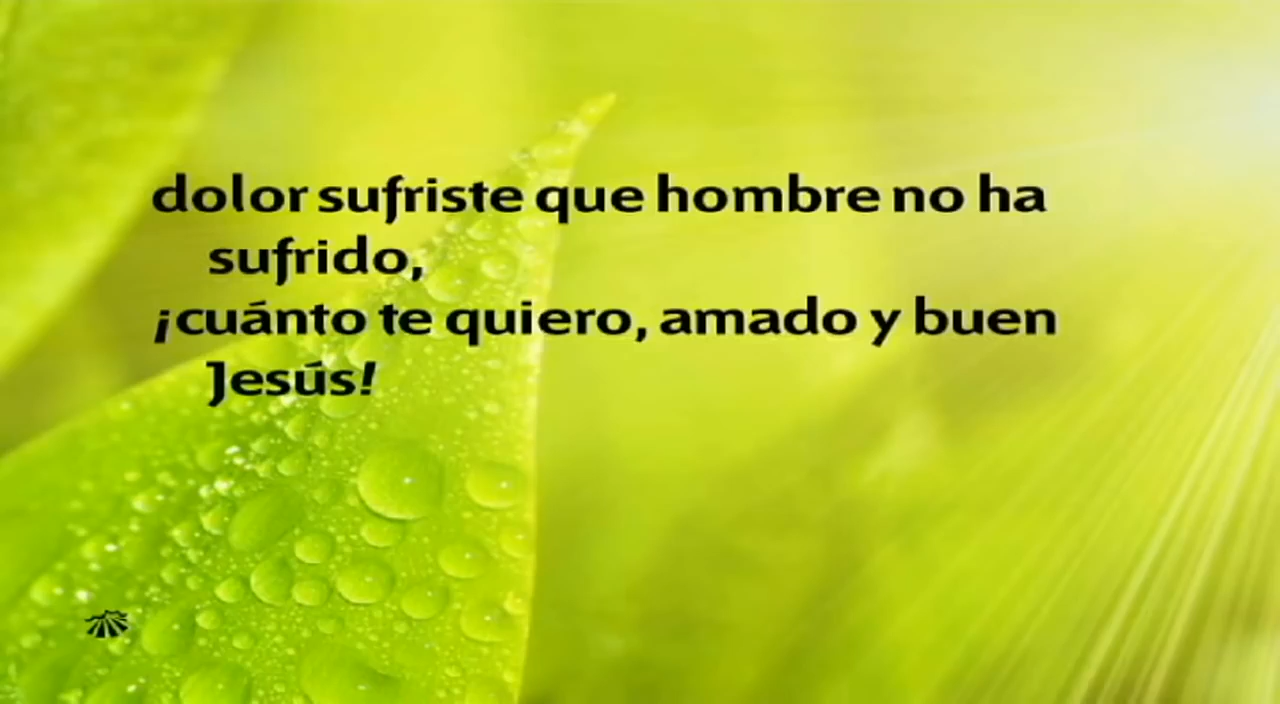 dolor sufriste que hombre no ha
sufrido,
¡cuánto te quiero, amado y buen
Jesús!